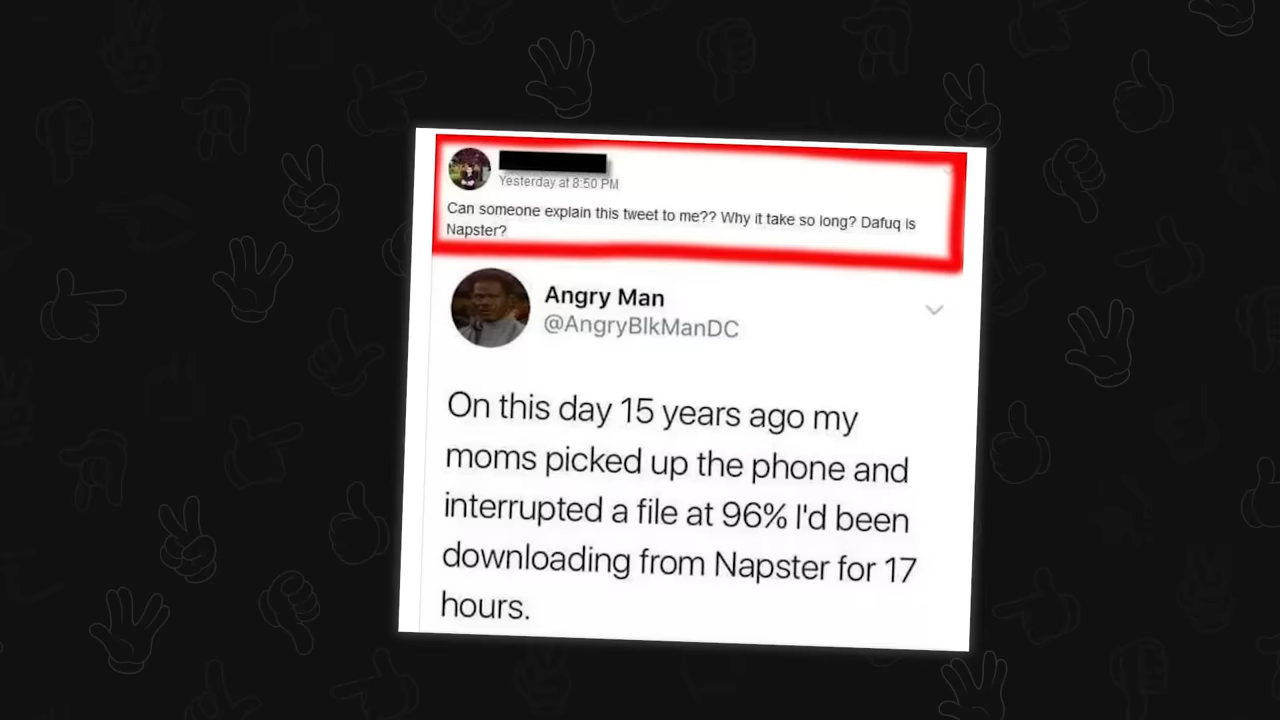 Yesterday at 8:50 PM
Can someone explain this tweet to me?? Why it take so long? Dafuq is
Napster?
Angry Man
@AngryBlkManDC
On this day 15 years ago my
moms picked up the phone and
interrupted a file at 96% I'd been
downloading from Napster for 17
hours.